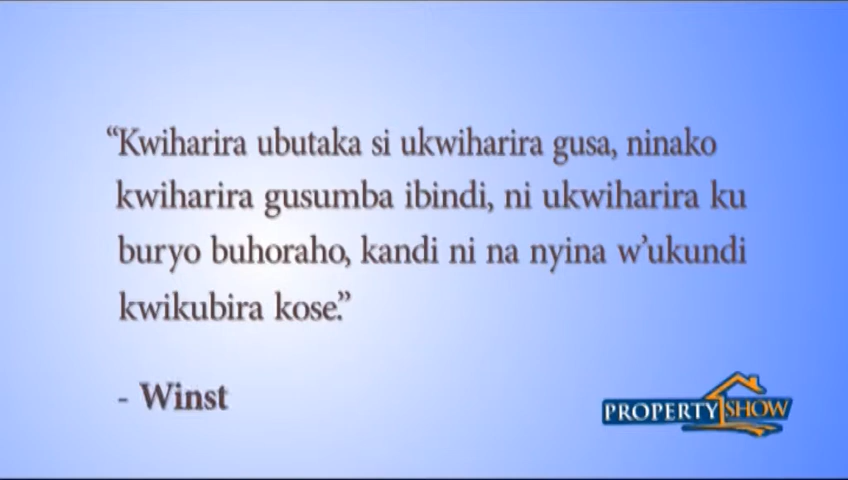 “Kwiharira ubutaka si ukwiharira gusa, ninako
kwiharira gusumba ibindi, ni ukwiharira ku
buryo buhoraho, kandi ni na nyina w’ukundi
kwikubira kose.”
- Winst
PROPERTY SHOW